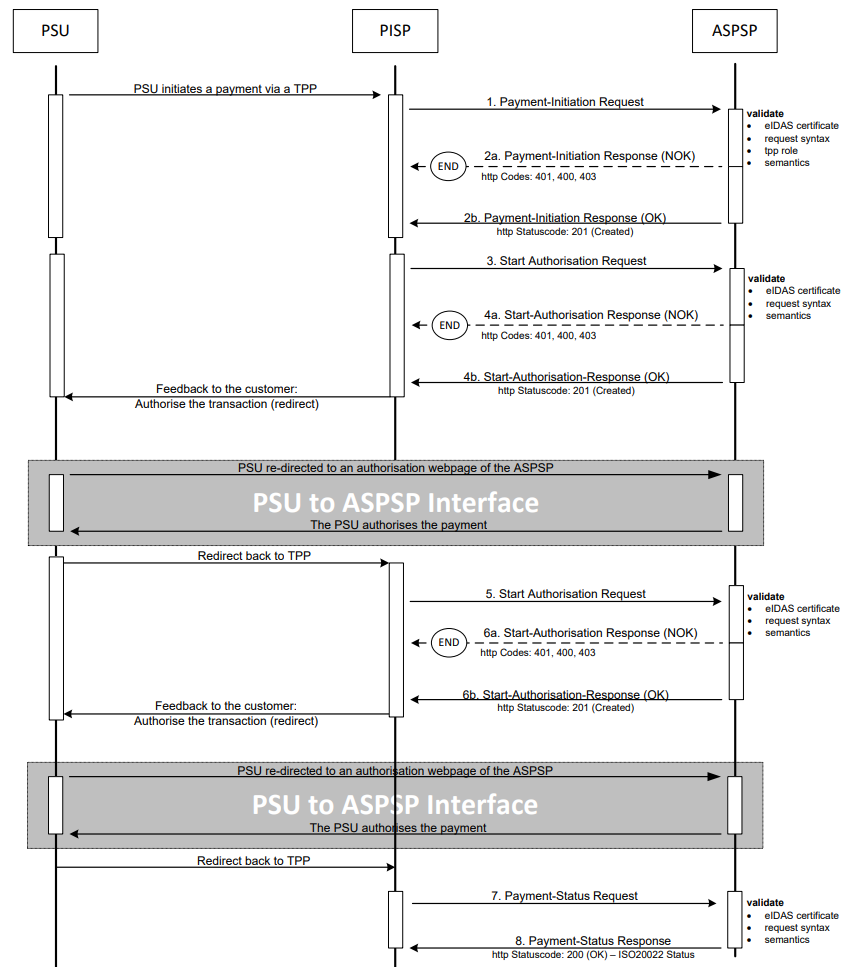 PSU
PISP
ASPSP
PSU initiates a payment via a TPP
1. Payment-Initiation Request
validate
• eIDAS certificate
• request syntax
• tpp role
• semantics
2a. Payment-Initiation Response (NOK)
END
http Codes: 401, 400, 403
2b. Payment-Initiation Response (OK)
http Statuscode: 201 (Created)
3. Start Authorisation Request
validate
• eIDAS certificate
• request syntax
• semantics
4a. Start-Authorisation Response (NOK)
END
http Codes: 401, 400, 403
4b. Start-Authorisation-Response (OK)
http Statuscode: 201 (Created)
Feedback to the customer:
Authorise the transaction (redirect)
PSU re-directed to an authorisation webpage of the ASPSP
PSU to ASPSP Interface
The PSU authorises the payment
Redirect back to TPP
5. Start Authorisation Request
validate
• eIDAS certificate
• request syntax
• semantics
6a. Start-Authorisation Response (NOK)
END
http Codes: 401, 400, 403
6b. Start-Authorisation-Response (OK)
http Statuscode: 201 (Created)
Feedback to the customer:
Authorise the transaction (redirect)
PSU re-directed to an authorisation webpage of the ASPSP
PSU to ASPSP Interface
The PSU authorises the payment
Redirect back to TPP
7. Payment-Status Request
validate
• eIDAS certificate
• request syntax
• semantics
8. Payment-Status Response
http Statuscode: 200 (OK) – ISO20022 Status